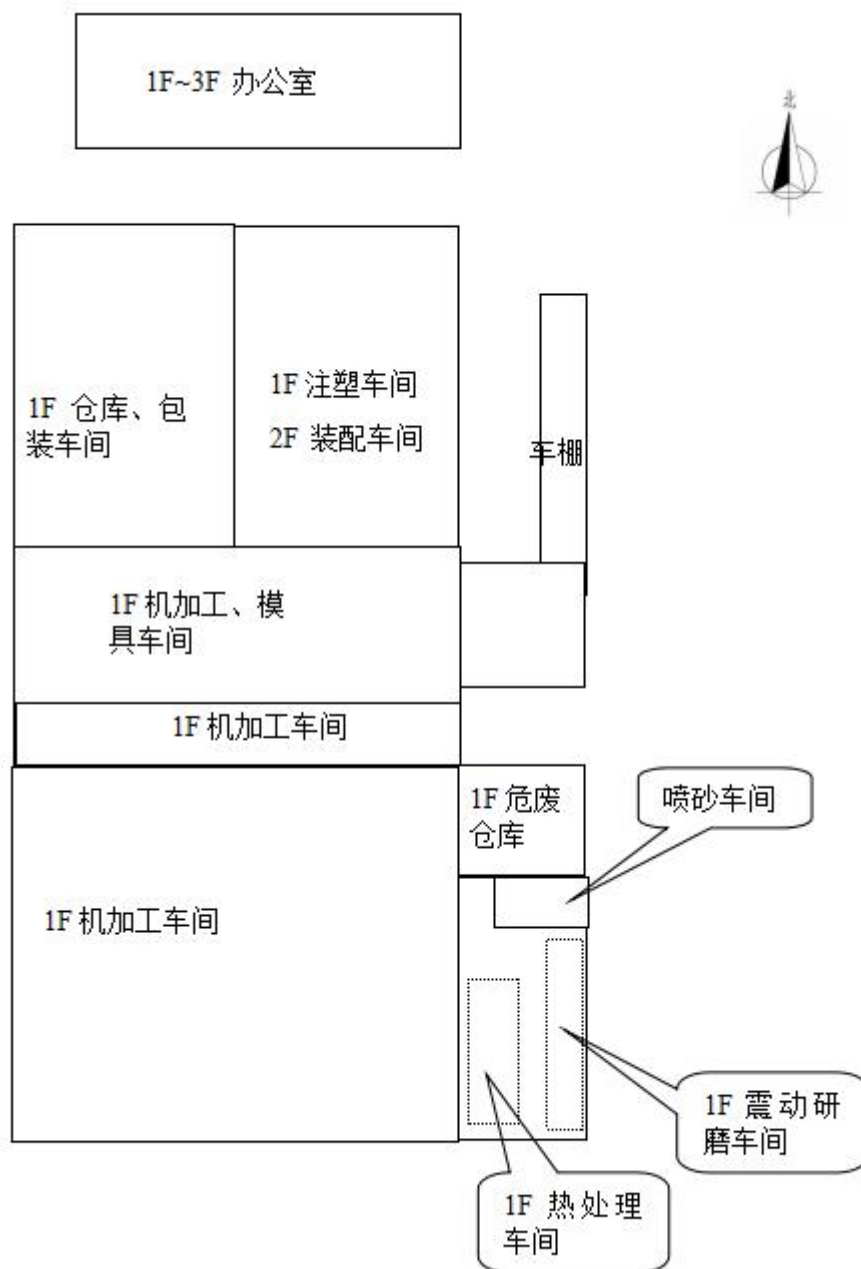 1F~3F 办公室
北
1F 仓库、包
装车间
1F 注塑车间
2F 装配车间
车棚
1F 机加工、模
具车间
1F 机加工车间
1F 危废
仓库
喷砂车间
1F 机加工车间
1F 震动研
磨车间
1F 热处理
车间